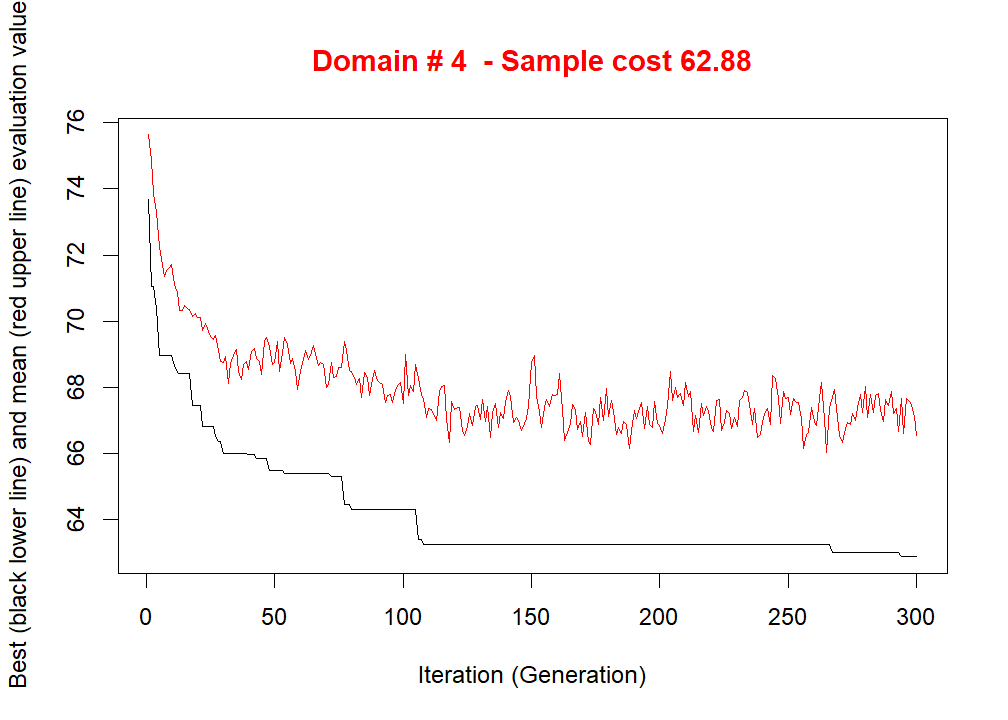 Domain # 4  - Sample cost 62.88
Best (black lower line) and mean (red upper line) evaluation value
76
74
72
70
68
66
64
0 50 100 150 200 250 300
Iteration (Generation)